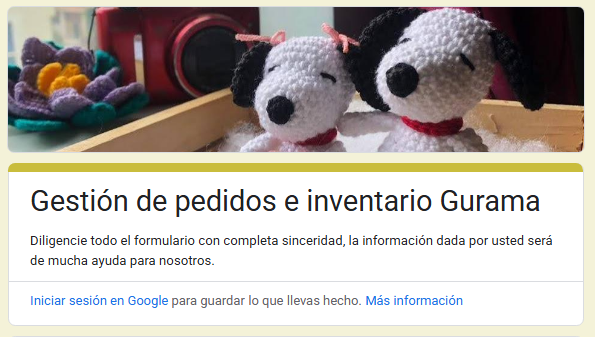 Gestión de pedidos e inventario Gurama
Diligencie todo el formulario con completa sinceridad, la información dada por usted será
de mucha ayuda para nosotros.
Iniciar sesión en Google para guardar lo que llevas hecho. Más información